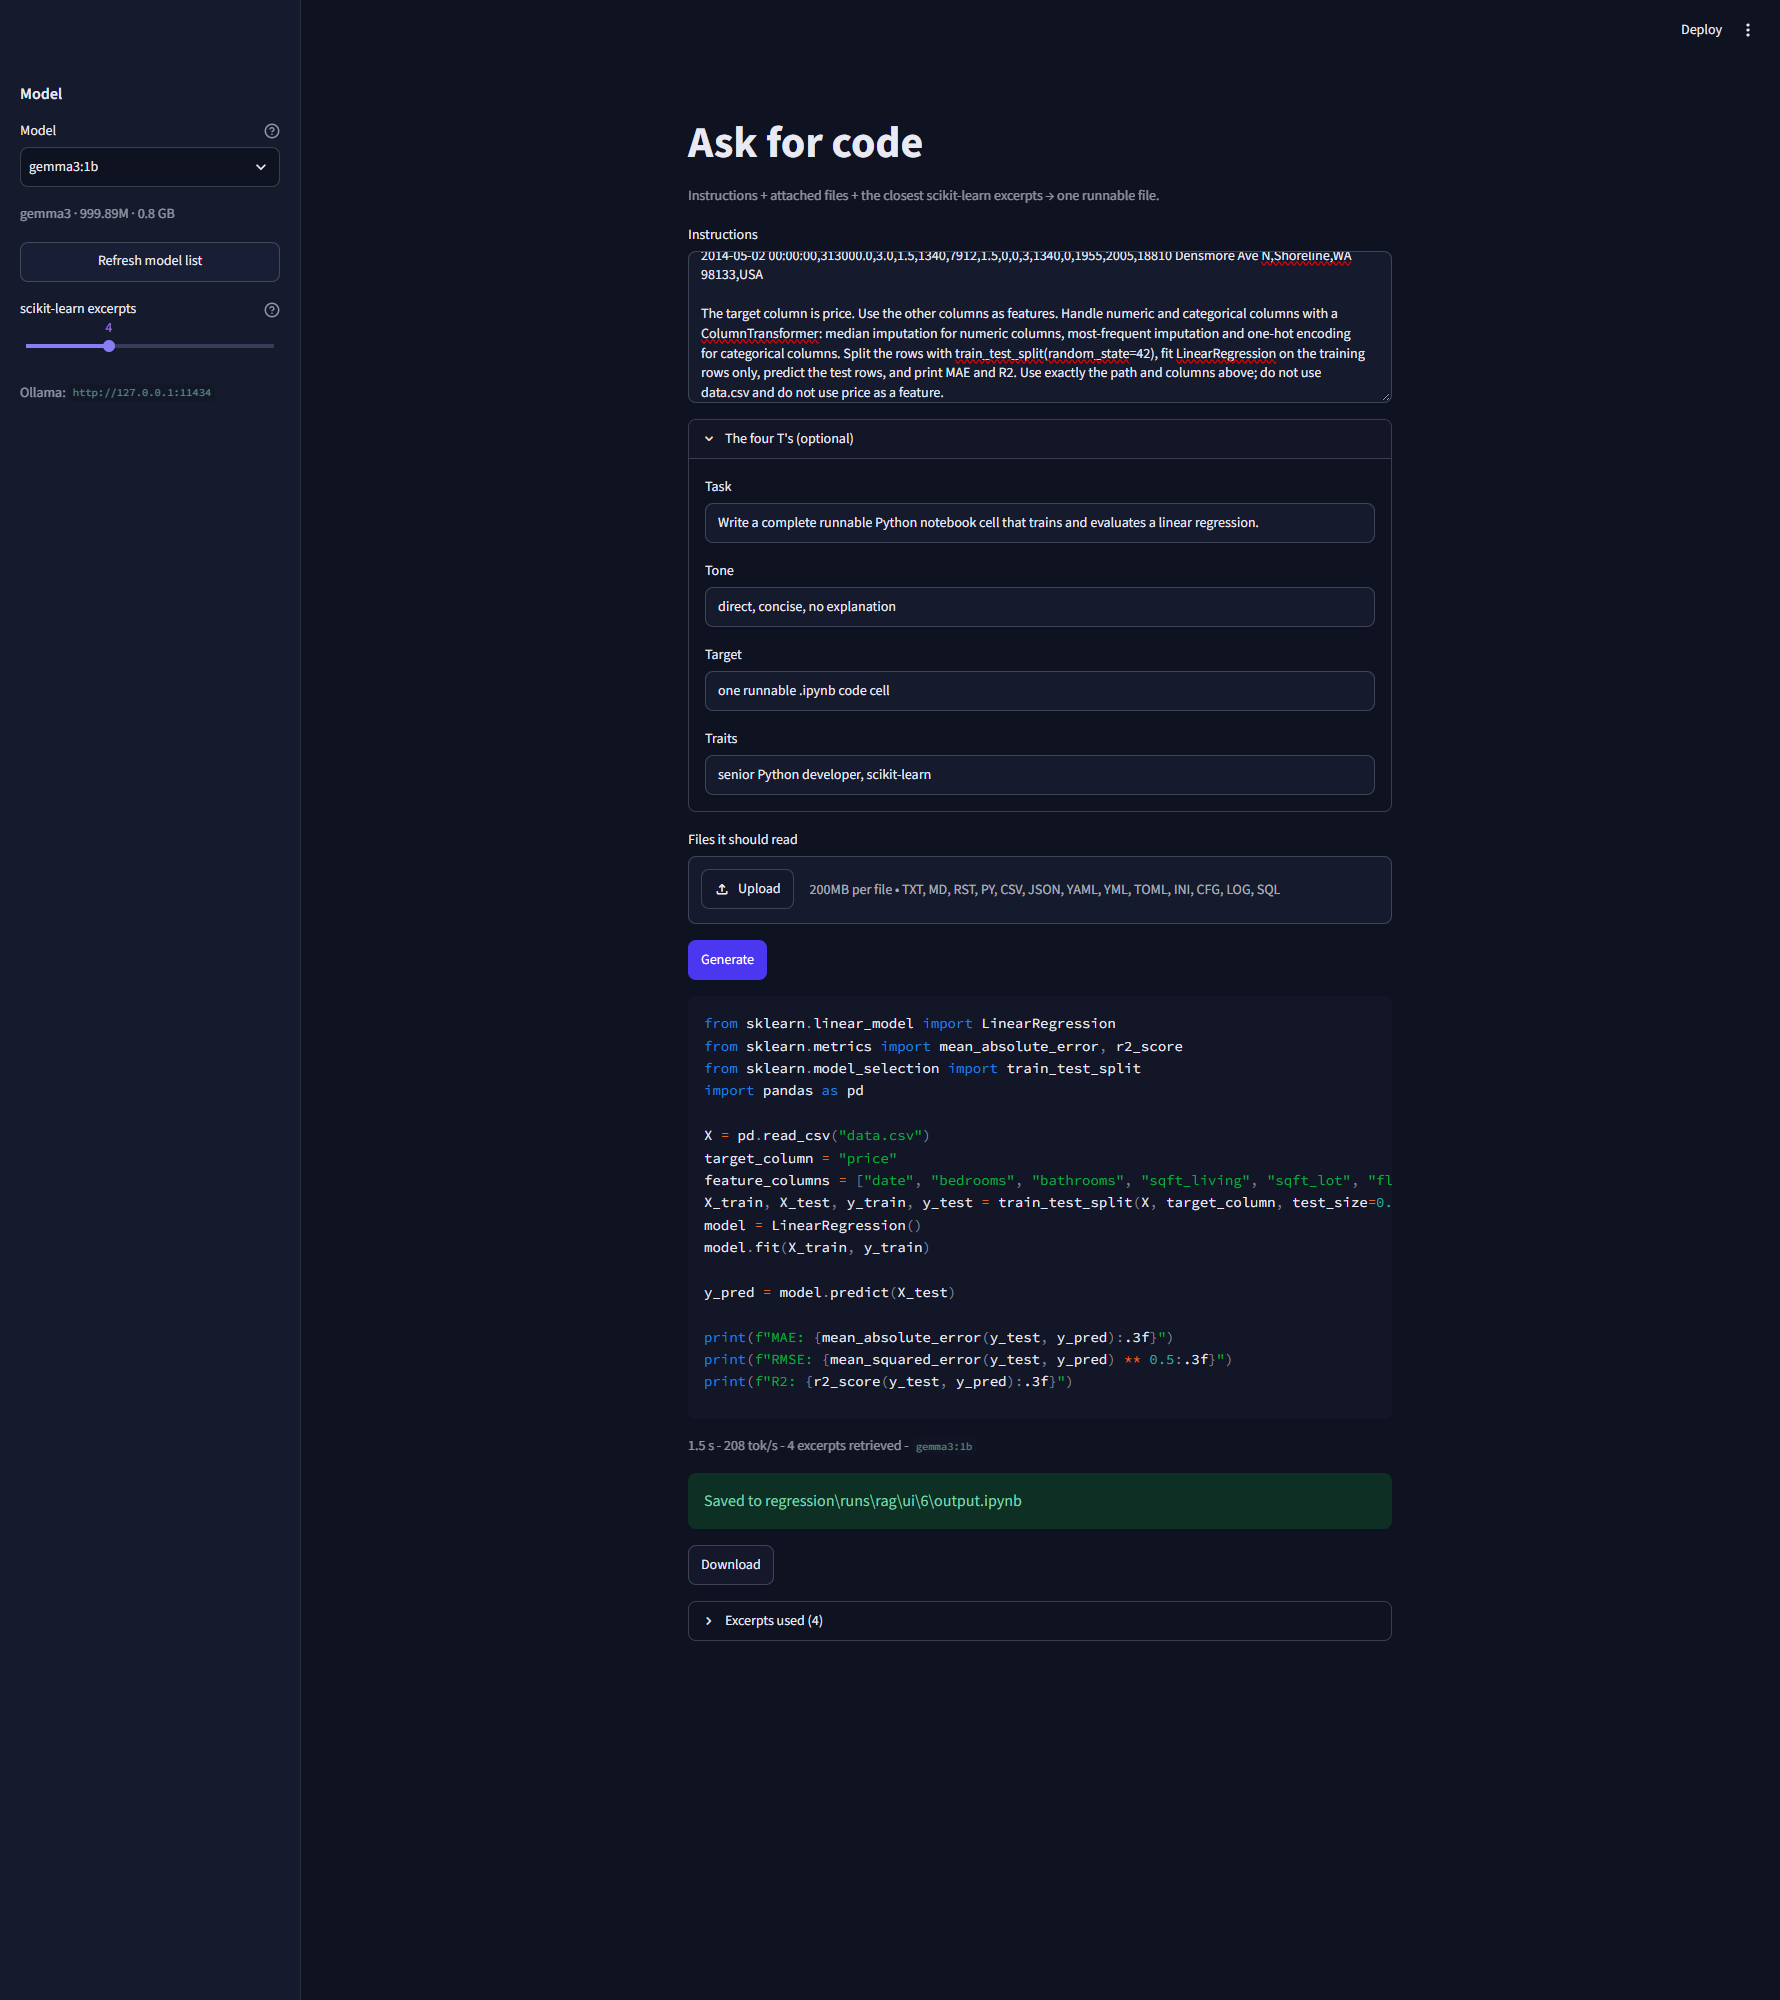 Deploy
Model
Model
gemma3:1b
gemma3 · 999.89M · 0.8 GB
Refresh model list
scikit-learn excerpts
4
Ollama: http://127.0.0.1:11434
Ask for code
Instructions + attached files + the closest scikit-learn excerpts → one runnable file.
Instructions
2014-05-02 00:00:00,313000.0,3.0,1.5,1340,7912,1.5,0,0,3,1340,0,1955,2005,18810 Densmore Ave N,Shoreline,WA
98133,USA
The target column is price. Use the other columns as features. Handle numeric and categorical columns with a
ColumnTransformer: median imputation for numeric columns, most-frequent imputation and one-hot encoding
for categorical columns. Split the rows with train_test_split(random_state=42), fit LinearRegression on the training
rows only, predict the test rows, and print MAE and R2. Use exactly the path and columns above; do not use
data.csv and do not use price as a feature.
The four T's (optional)
Task
Write a complete runnable Python notebook cell that trains and evaluates a linear regression.
Tone
direct, concise, no explanation
Target
one runnable .ipynb code cell
Traits
senior Python developer, scikit-learn
Files it should read
Upload
200MB per file • TXT, MD, RST, PY, CSV, JSON, YAML, YML, TOML, INI, CFG, LOG, SQL
Generate
from sklearn.linear_model import LinearRegression
from sklearn.metrics import mean_absolute_error, r2_score
from sklearn.model_selection import train_test_split
import pandas as pd
X = pd.read_csv("data.csv")
target_column = "price"
feature_columns = ["date", "bedrooms", "bathrooms", "sqft_living", "sqft_lot", "fl
X_train, X_test, y_train, y_test = train_test_split(X, target_column, test_size=0.
model = LinearRegression()
model.fit(X_train, y_train)
y_pred = model.predict(X_test)
print(f"MAE: {mean_absolute_error(y_test, y_pred):.3f}")
print(f"RMSE: {mean_squared_error(y_test, y_pred) ** 0.5:.3f}")
print(f"R2: {r2_score(y_test, y_pred):.3f}")
1.5 s - 208 tok/s - 4 excerpts retrieved - gemma3:1b
Saved to regression\runs\rag\ui\6\output.ipynb
Download
Excerpts used (4)